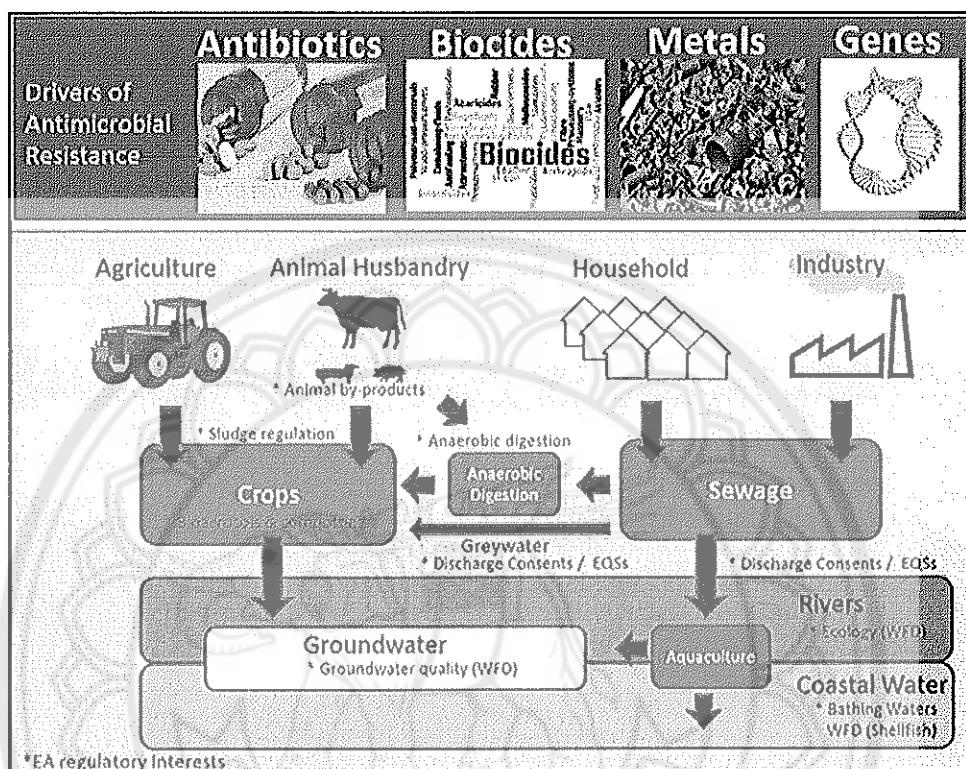 Antibiotics
Biocides
Metals
Genes
Drivers of
Antimicrobial
Resistance
Acaricides
Biocides
Agriculture
Animal Husbandry
Household
Industry
* Animal by-products
* Sludge regulation
* Anaerobic digestion
Crops
Anaerobic
Digestion
Sewage
Greywater
* Discharge Consents / EQSs
* Discharge Consents / EQSs
Rivers
* Ecology (WFD)
Groundwater
* Groundwater quality (WFD)
Aquaculture
Coastal Water
* Bathing Waters
WFD (Shellfish)
*EA regulatory interests